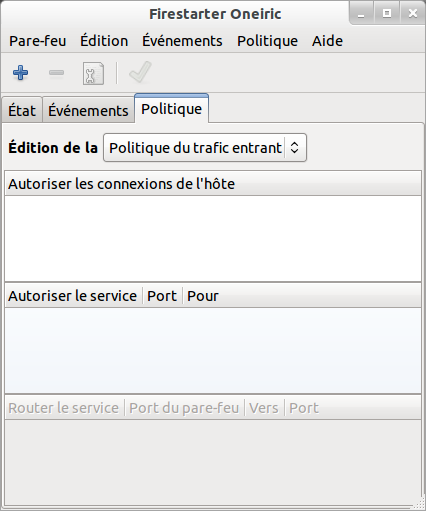 Firestarter Oneiric
Pare-feu Édition Événements Politique Aide
État Événements Politique
Édition de la Politique du trafic entrant
Autoriser les connexions de l'hôte
Autoriser le service Port Pour
Router le service Port du pare-feu Vers Port